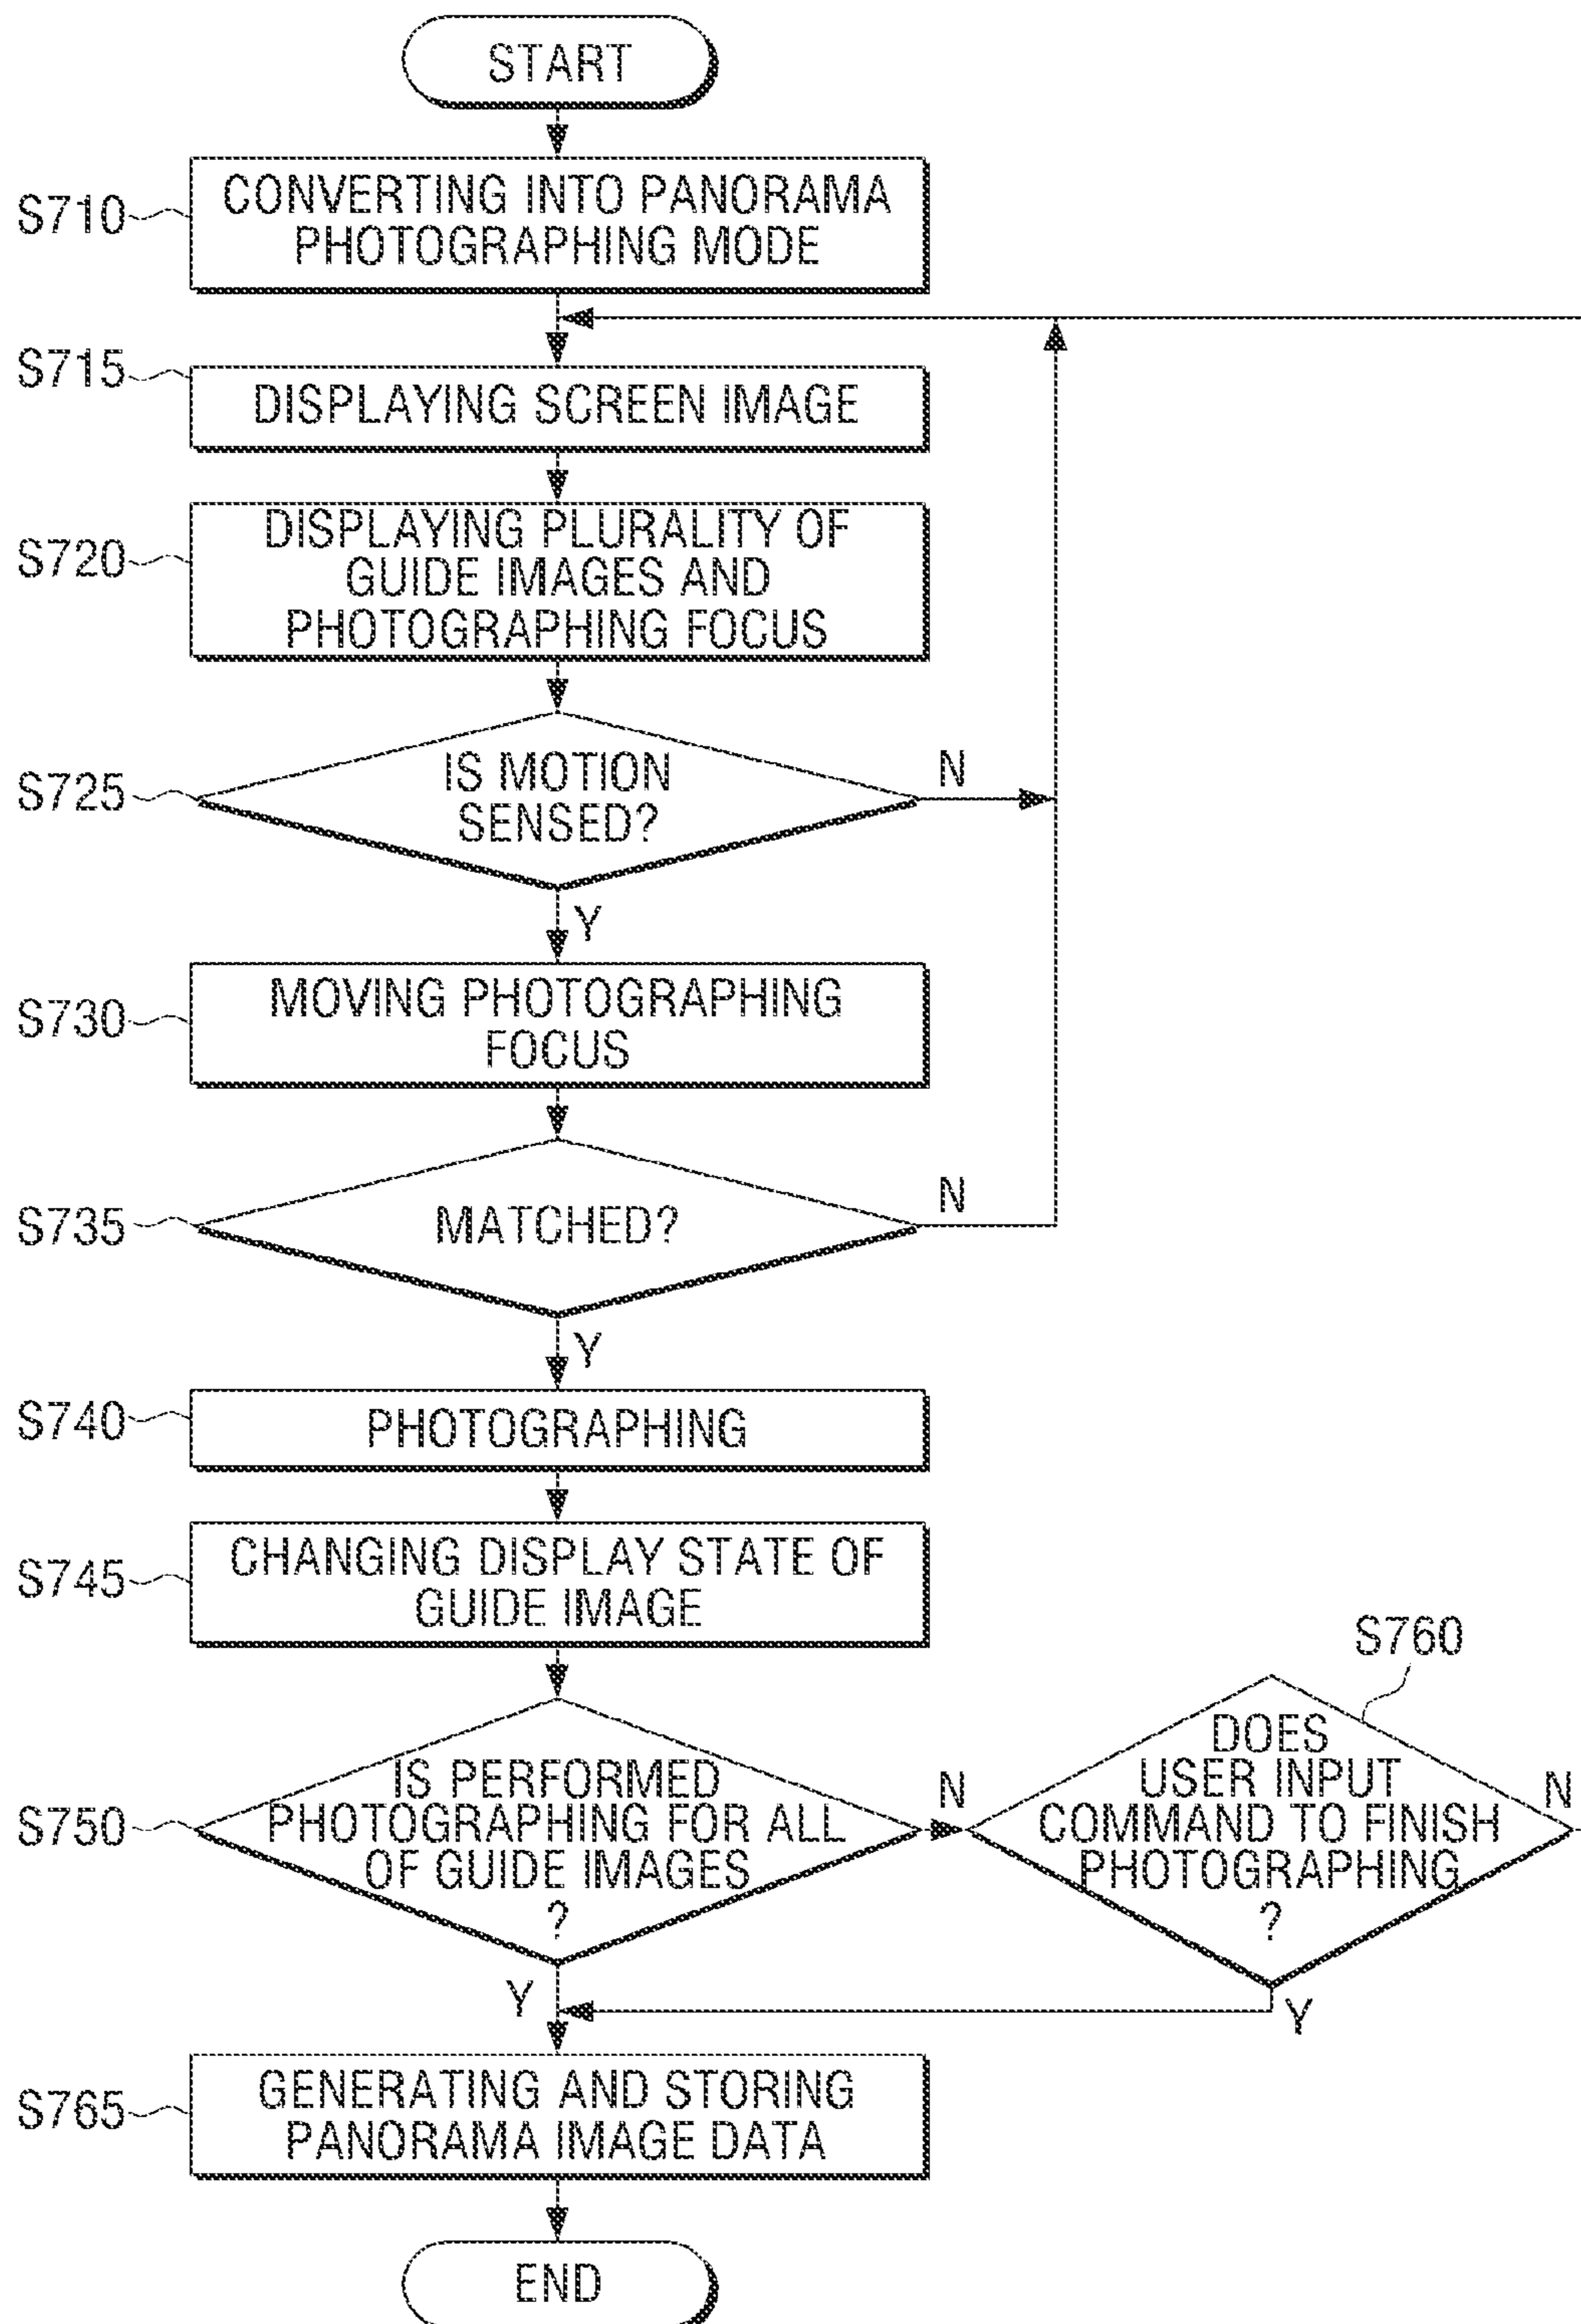 START
S710
CONVERTING INTO PANORAMA
PHOTOGRAPHING MODE
S715
DISPLAYING SCREEN IMAGE
S720
DISPLAYING PLURALITY OF
GUIDE IMAGES AND
PHOTOGRAPHING FOCUS
S725
IS MOTION
SENSED?
N
Y
S730
MOVING PHOTOGRAPHING
FOCUS
S735
MATCHED?
N
Y
S740
PHOTOGRAPHING
S745
CHANGING DISPLAY STATE OF
GUIDE IMAGE
S750
IS PERFORMED
PHOTOGRAPHING FOR ALL
OF GUIDE IMAGES
?
N
Y
S760
DOES
USER INPUT
COMMAND TO FINISH
PHOTOGRAPHING
?
N
Y
S765
GENERATING AND STORING
PANORAMA IMAGE DATA
END